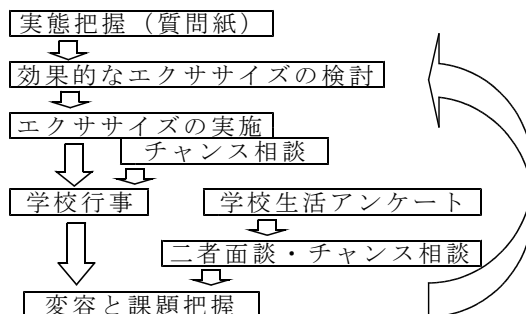 実態把握（質問紙）
効果的なエクササイズの検討
エクササイズの実施
チャンス相談
学校行事
学校生活アンケート
二者面談・チャンス相談
変容と課題把握